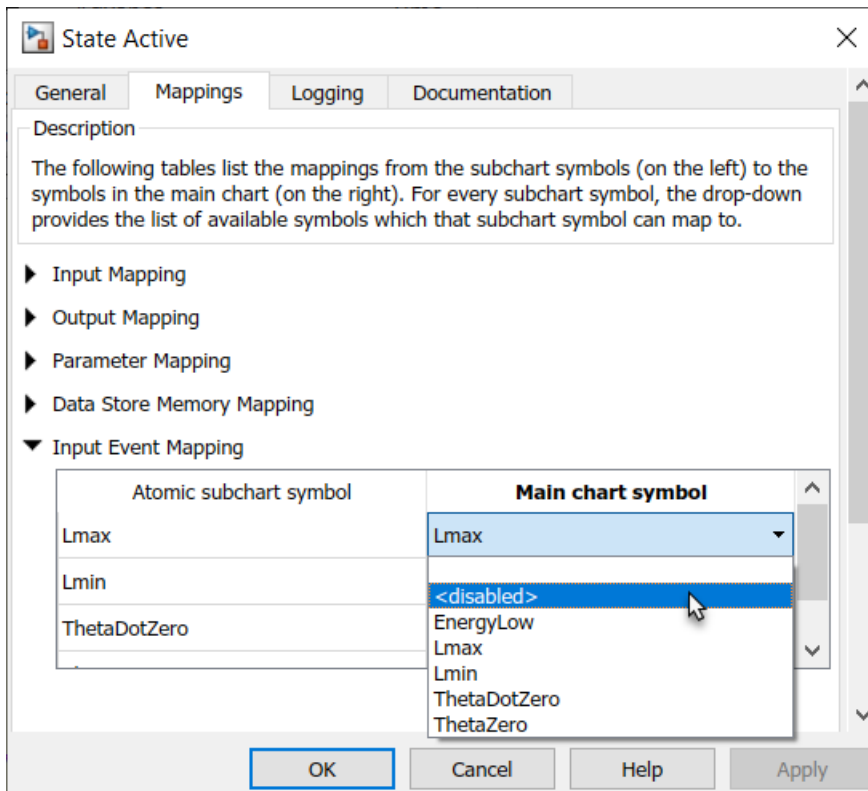 State Active
General Mappings Logging Documentation
Description
The following tables list the mappings from the subchart symbols (on the left) to the
symbols in the main chart (on the right). For every subchart symbol, the drop-down
provides the list of available symbols which that subchart symbol can map to.
Input Mapping
Output Mapping
Parameter Mapping
Data Store Memory Mapping
Input Event Mapping
Atomic subchart symbol Main chart symbol
Lmax Lmax
Lmin
ThetaDotZero
<disabled>
EnergyLow
Lmax
Lmin
ThetaDotZero
ThetaZero
OK Cancel Help Apply